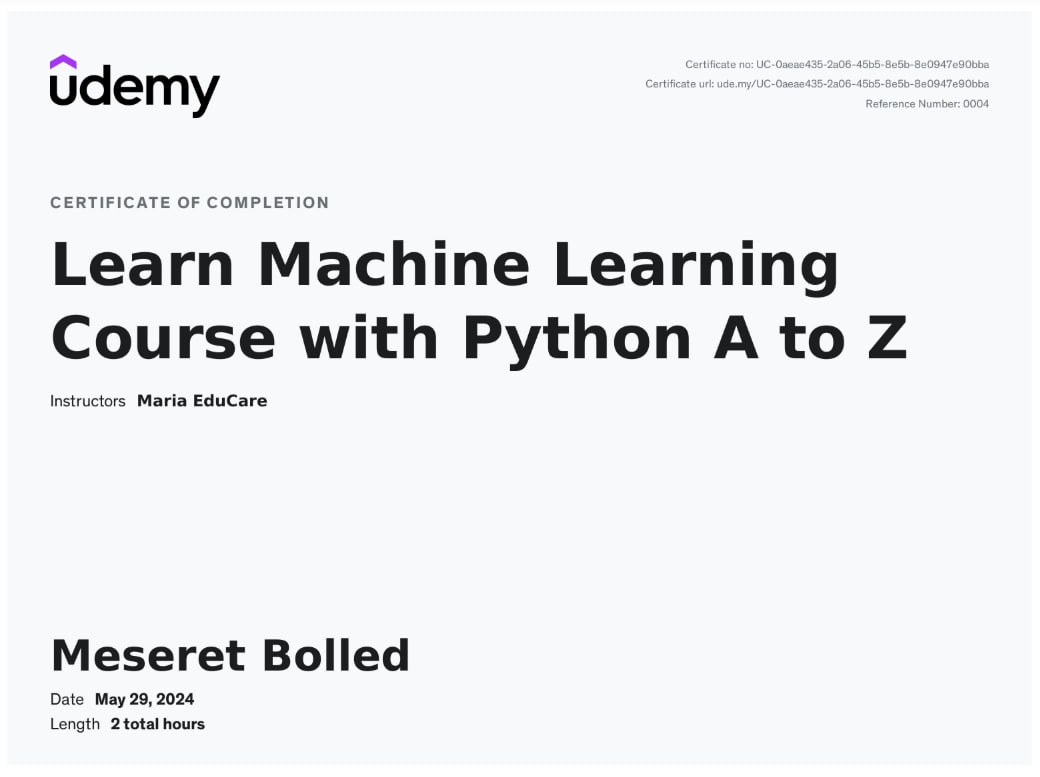 udemy
Certificate no: UC-0aeae435-2a06-45b5-8e5b-8e0947e90bba
Certificate url: ude.my/UC-0aeae435-2a06-45b5-8e5b-8e0947e90bba
Reference Number: 0004
CERTIFICATE OF COMPLETION
Learn Machine Learning
Course with Python A to Z
Instructors Maria EduCare
Meseret Bolled
Date May 29, 2024
Length 2 total hours